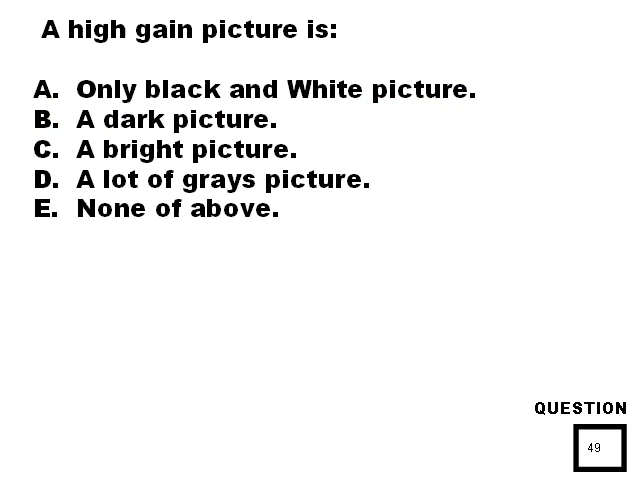 A high gain picture is:
A. Only black and White picture.
B. A dark picture.
C. A bright picture.
D. A lot of grays picture.
E. None of above.
QUESTION
49